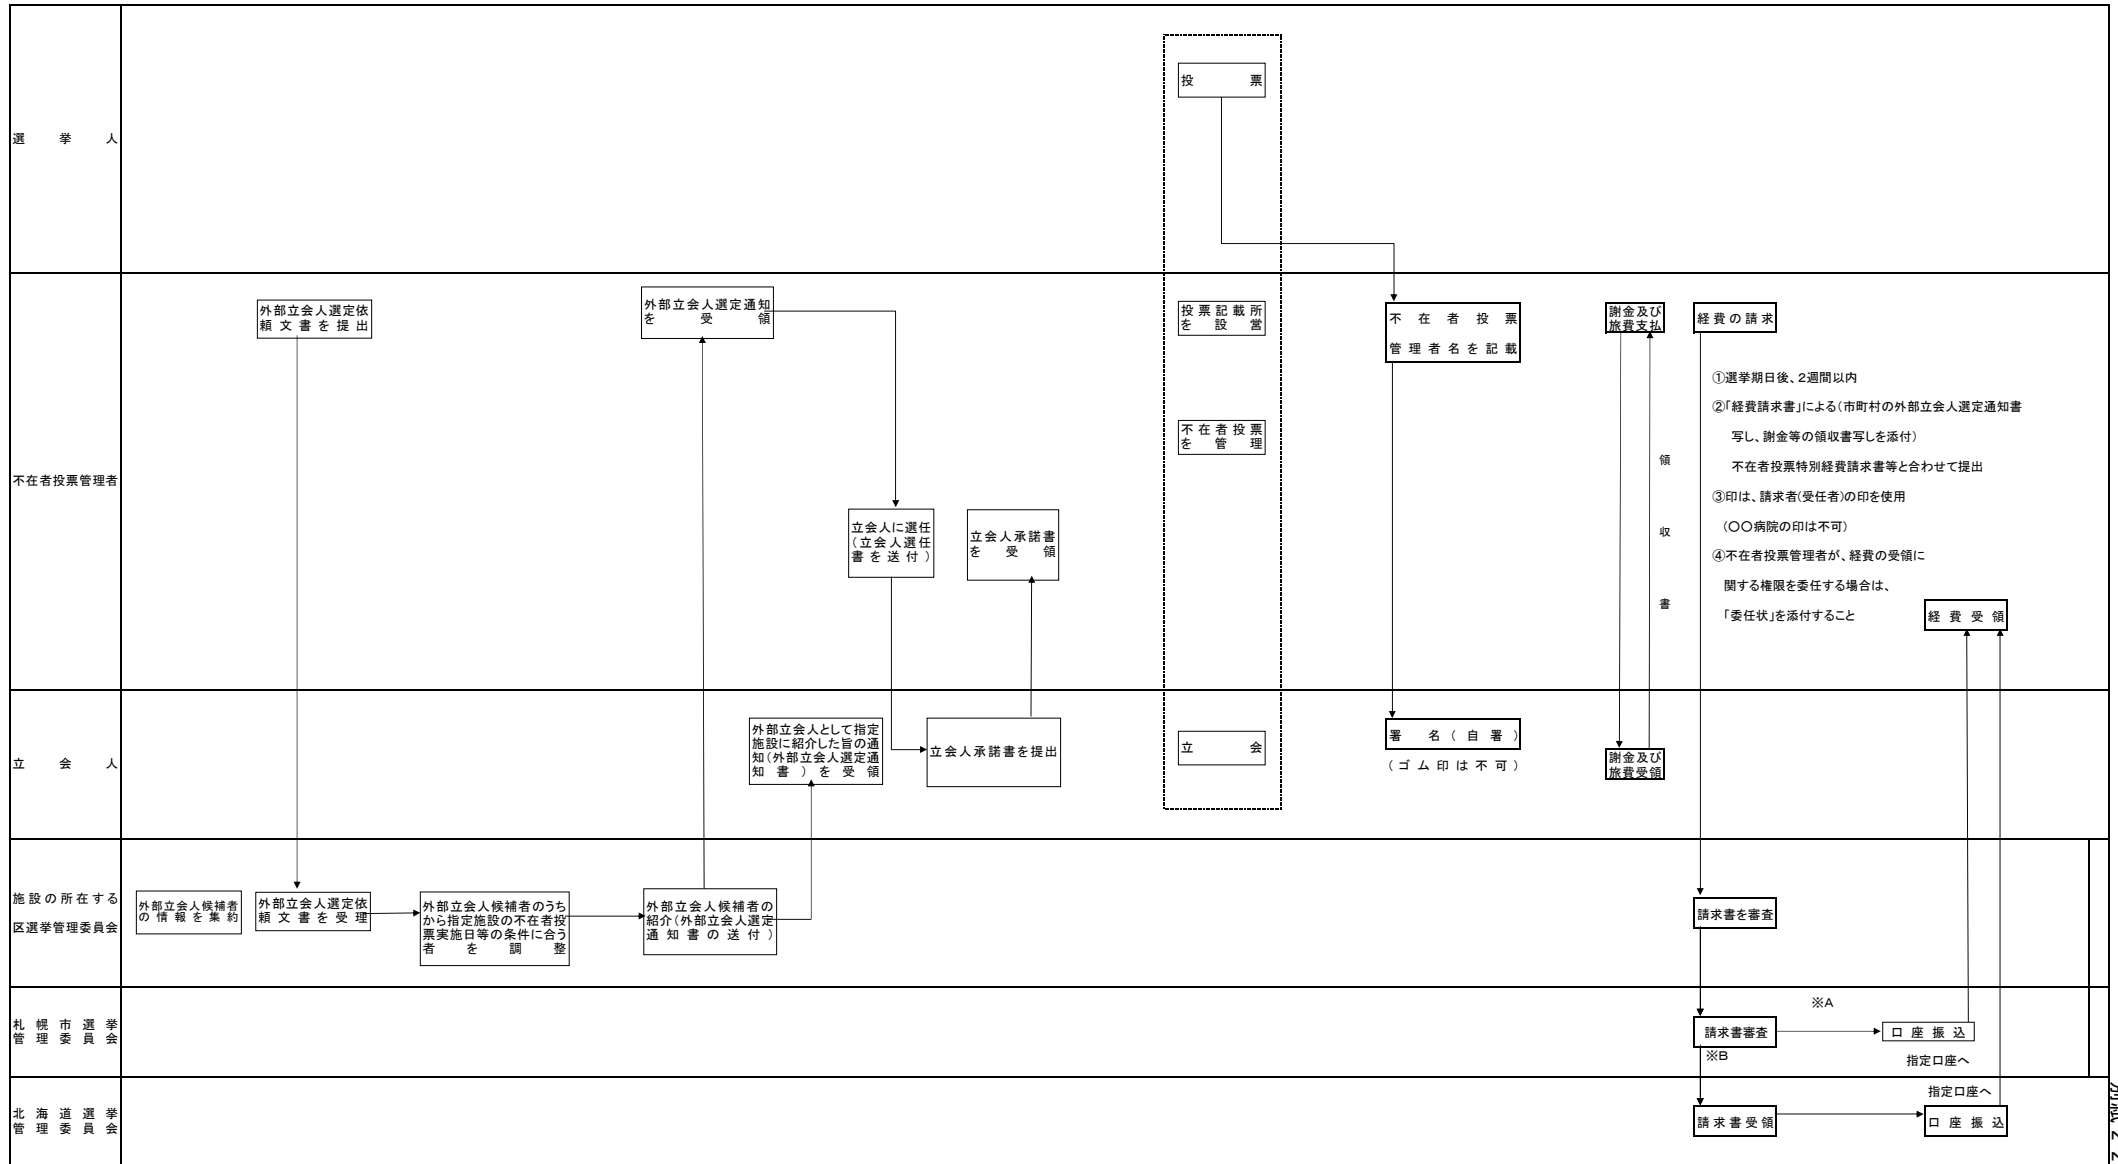 選挙人
投票
不在者投票管理者
外部立会人選定依
頼文書を提出
外部立会人選定通知
を受領
立会人に選任
(立会人選任
書を送付)
立会人承諾書
を受領
投票記載所
を設営
不在者投票
を管理
不在者投票
管理者名を記載
謝金及び
旅費支払
領収書
経費の請求
①選挙期日後、2週間以内
②「経費請求書」による(市町村の外部立会人選定通知書
写し、謝金等の領収書写しを添付)
不在者投票特別経費請求書等と合わせて提出
③印は、請求者(受任者)の印を使用
(〇〇病院の印は不可)
④不在者投票管理者が、経費の受領に
関する権限を委任する場合は、
「委任状」を添付すること
経費受領
立会人
外部立会人として指定
施設に紹介した旨の通
知(外部立会人選定通
知書)を受領
立会人承諾書を提出
立会
署名(自署)
(ゴム印は不可)
謝金及び
旅費受領
施設の所在する
区選挙管理委員会
外部立会人候補者
の情報を集約
外部立会人選定依
頼文書を受理
外部立会人候補者のうち
から指定施設の不在者投
票実施日等の条件に合う
者を調整
外部立会人候補者の
紹介(外部立会人選定
通知書の送付)
請求書を審査
札幌市選挙
管理委員会
請求書審査
※A
※B
口座振込
指定口座へ
北海道選挙
管理委員会
請求書受領
指定口座へ
口座振込